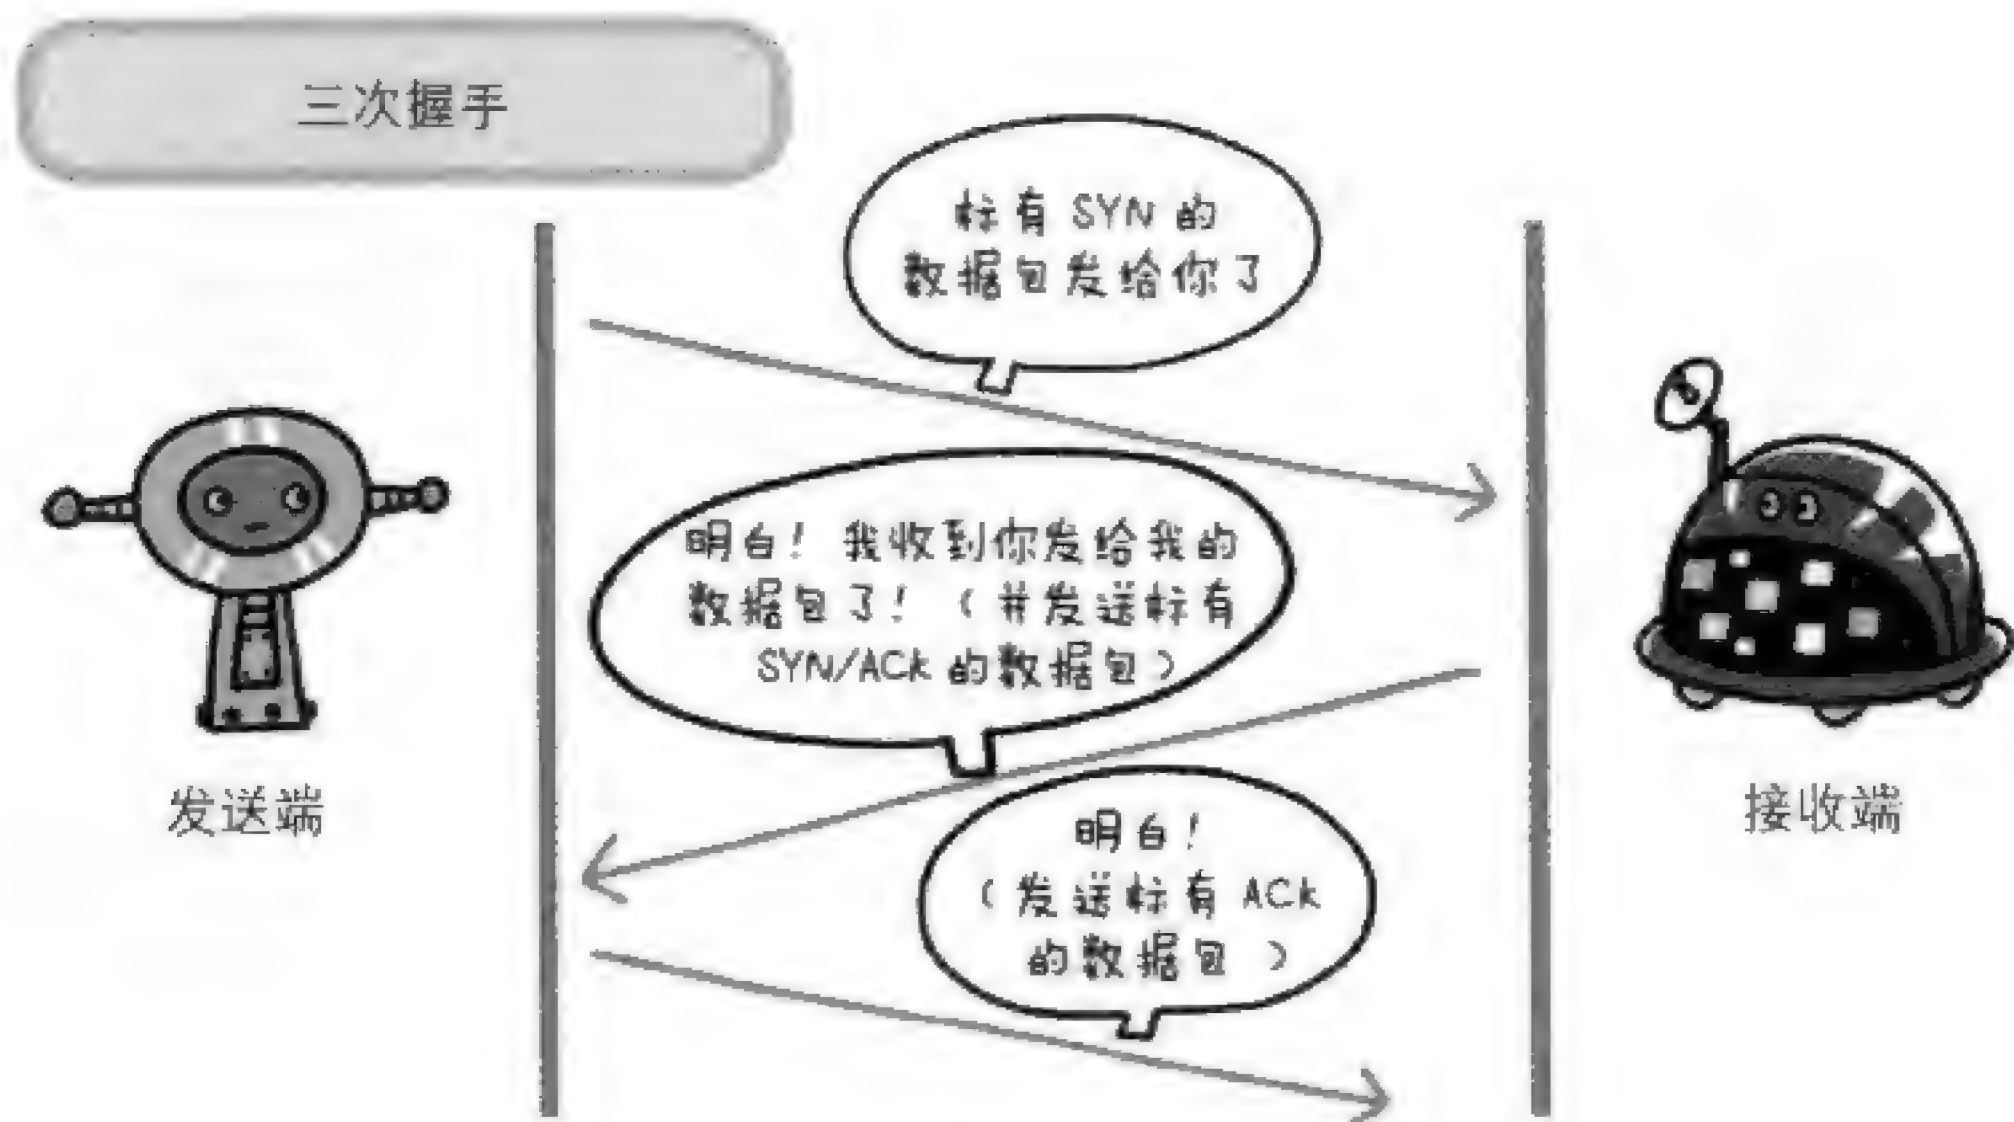 三次握手
标有 SYN 的
数据包发给你了
明白！我收到你发给我的
数据包了！（并发送标有
SYN/ACK 的数据包）
发送端
接收端
明白！
（发送标有 ACK
的数据包）